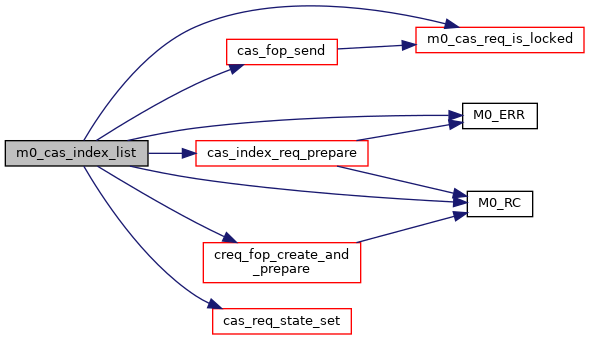 m0_cas_req_is_locked
cas_fop_send
M0_ERR
m0_cas_index_list
cas_index_req_prepare
M0_RC
creq_fop_create_and
_prepare
cas_req_state_set